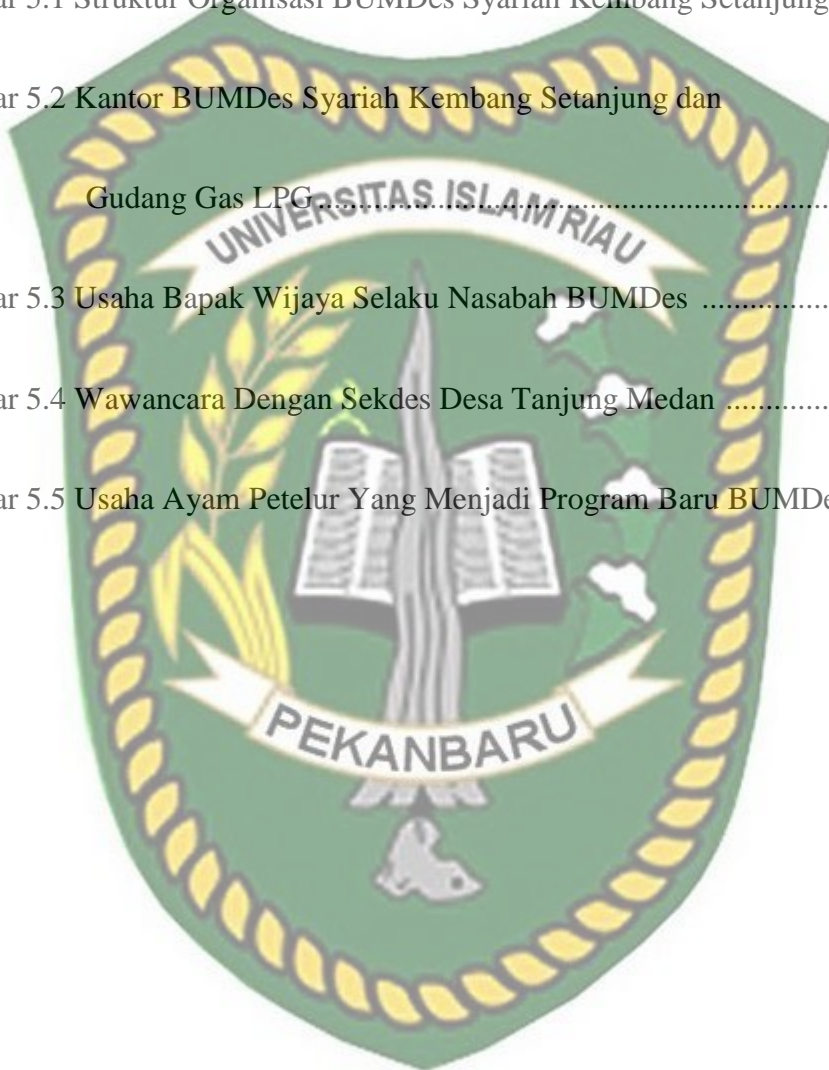 ar 5.1 Struktur Organisasi BUMDes Syariah Kembang Setanjung
ar 5.2 Kantor BUMDes Syariah Kembang Setanjung dan
Gudang Gas LPG..............................................................
UNIVERSITAS ISLAM RIAU
ar 5.3 Usaha Bapak Wijaya Selaku Nasabah BUMDes ................
ar 5.4 Wawancara Dengan Sekdes Desa Tanjung Medan .............
ar 5.5 Usaha Ayam Petelur Yang Menjadi Program Baru BUMDe
PEKANBARU